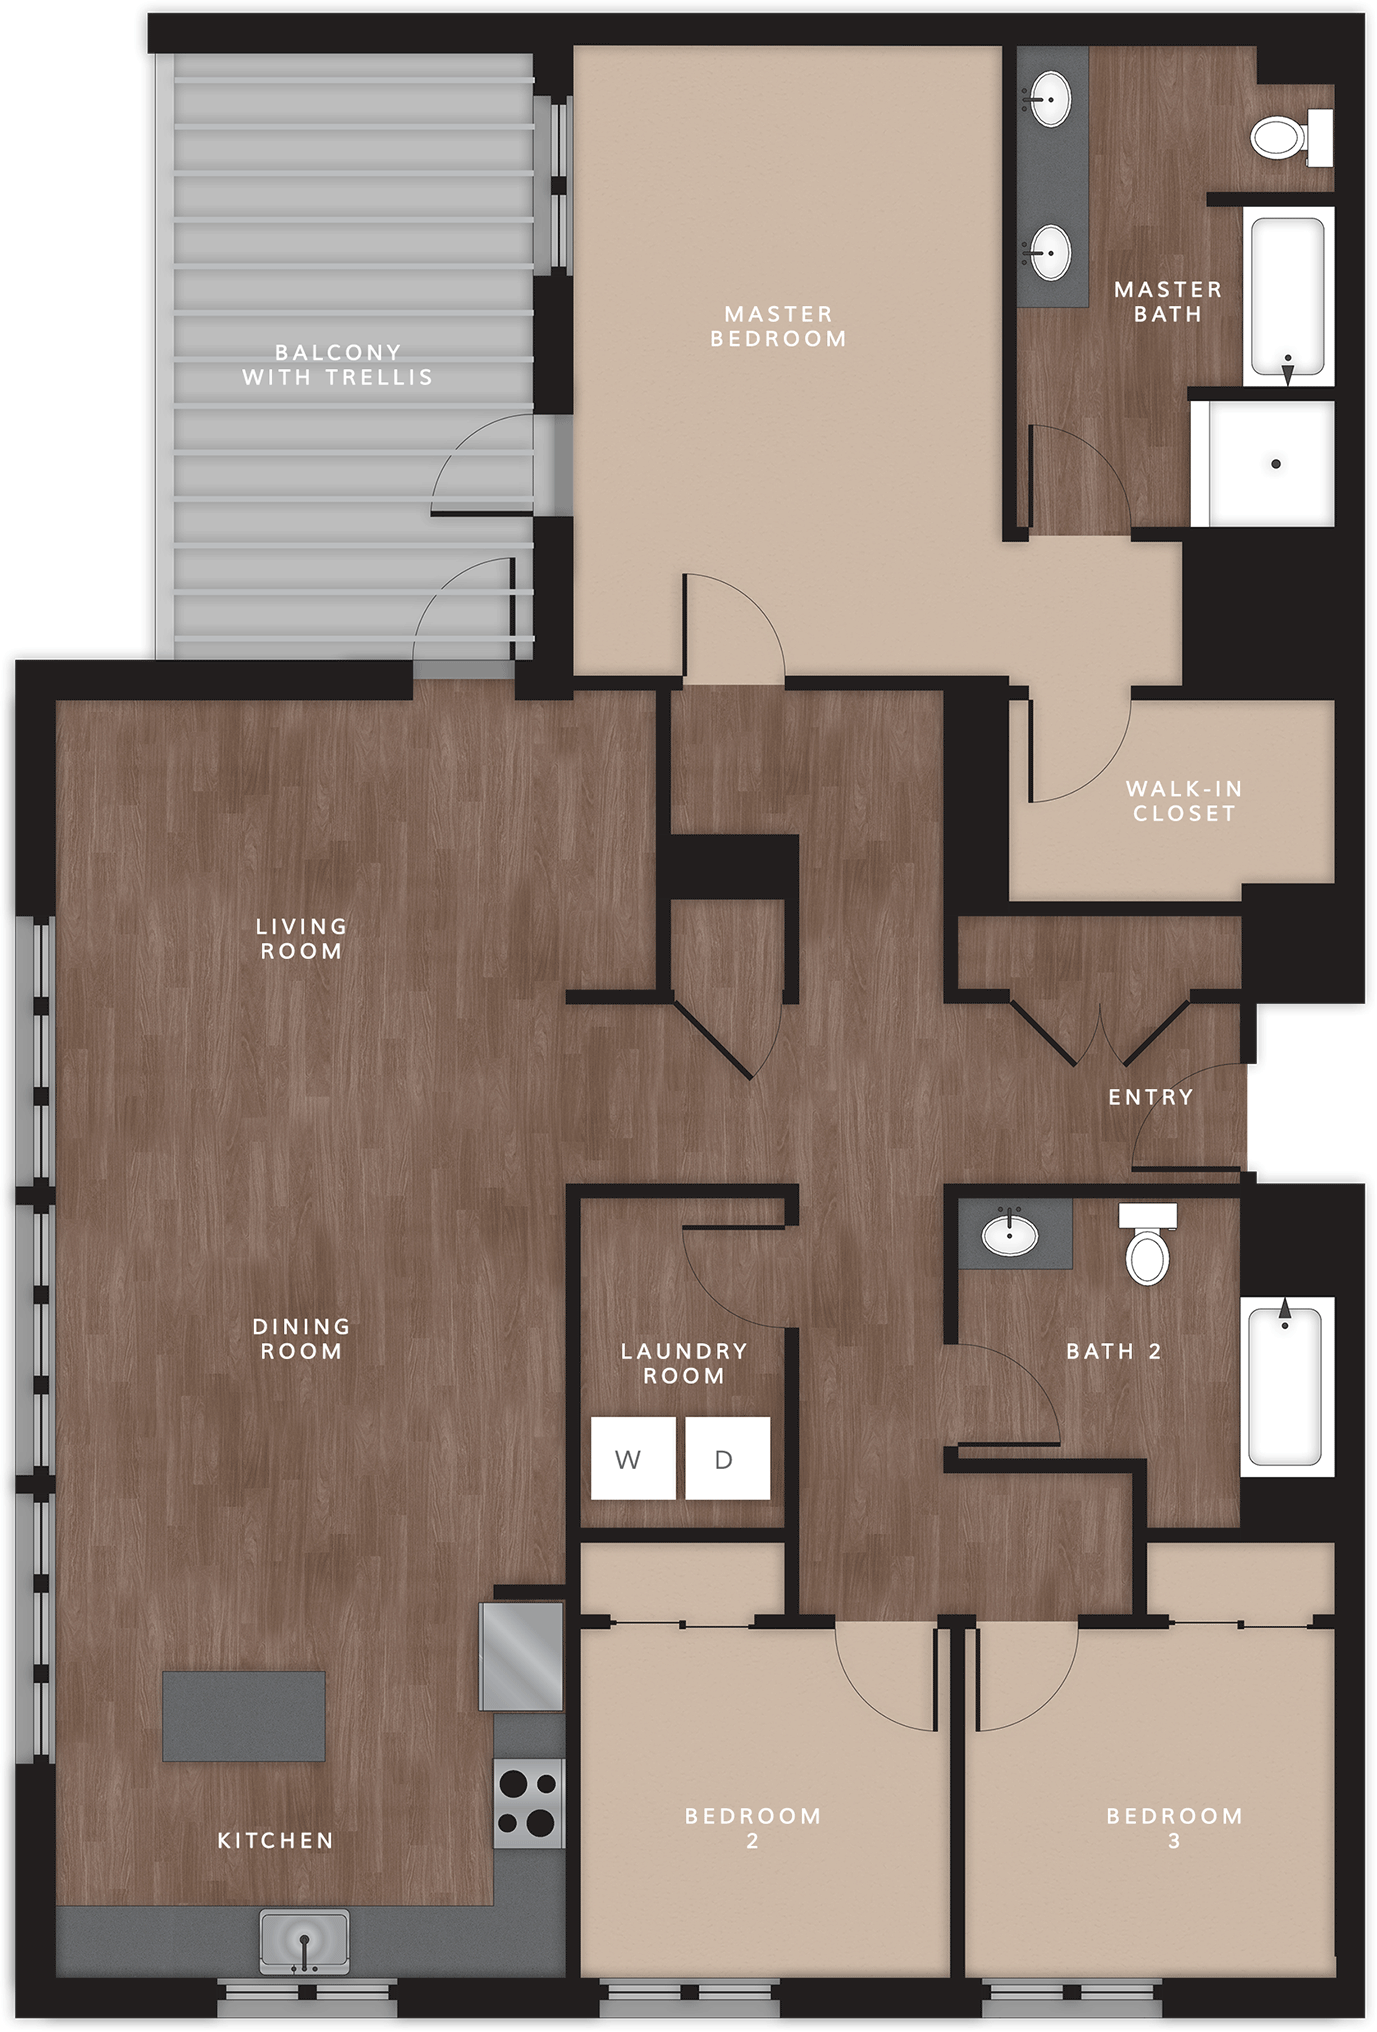 MASTER
BATH
MASTER
BEDROOM
BALCONY
WITH TRELLIS
WALK-IN
CLOSET
LIVING
ROOM
ENTRY
DINING
ROOM
LAUNDRY
ROOM
BATH 2
W
D
BEDROOM
2
BEDROOM
3
KITCHEN